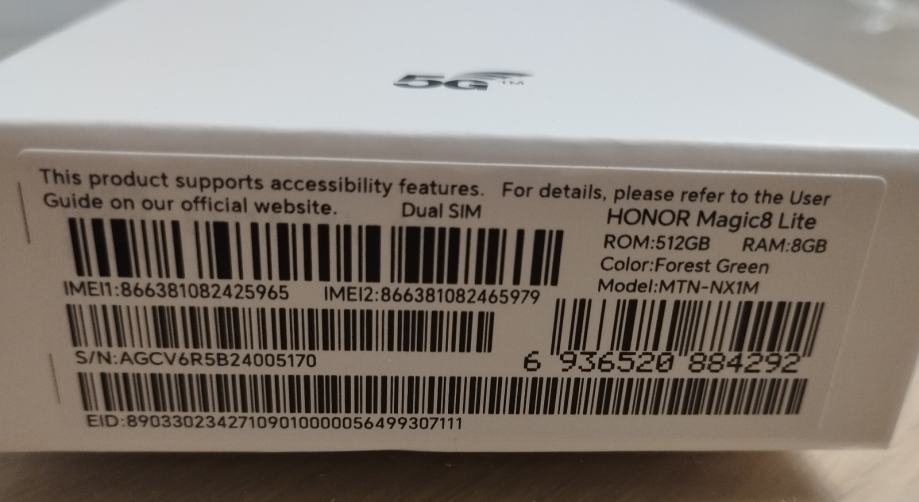 5G™
This product supports accessibility features. For details, please refer to the User
Guide on our official website.
Dual SIM
HONOR Magic8 Lite
ROM:512GB RAM:8GB
Color:Forest Green
Model:MTN-NX1M
IMEI1:866381082425965 IMEI2:866381082465979
S/N:AGCV6R5B24005170
6 936520 884292
EID:89033023427109010000056499307111